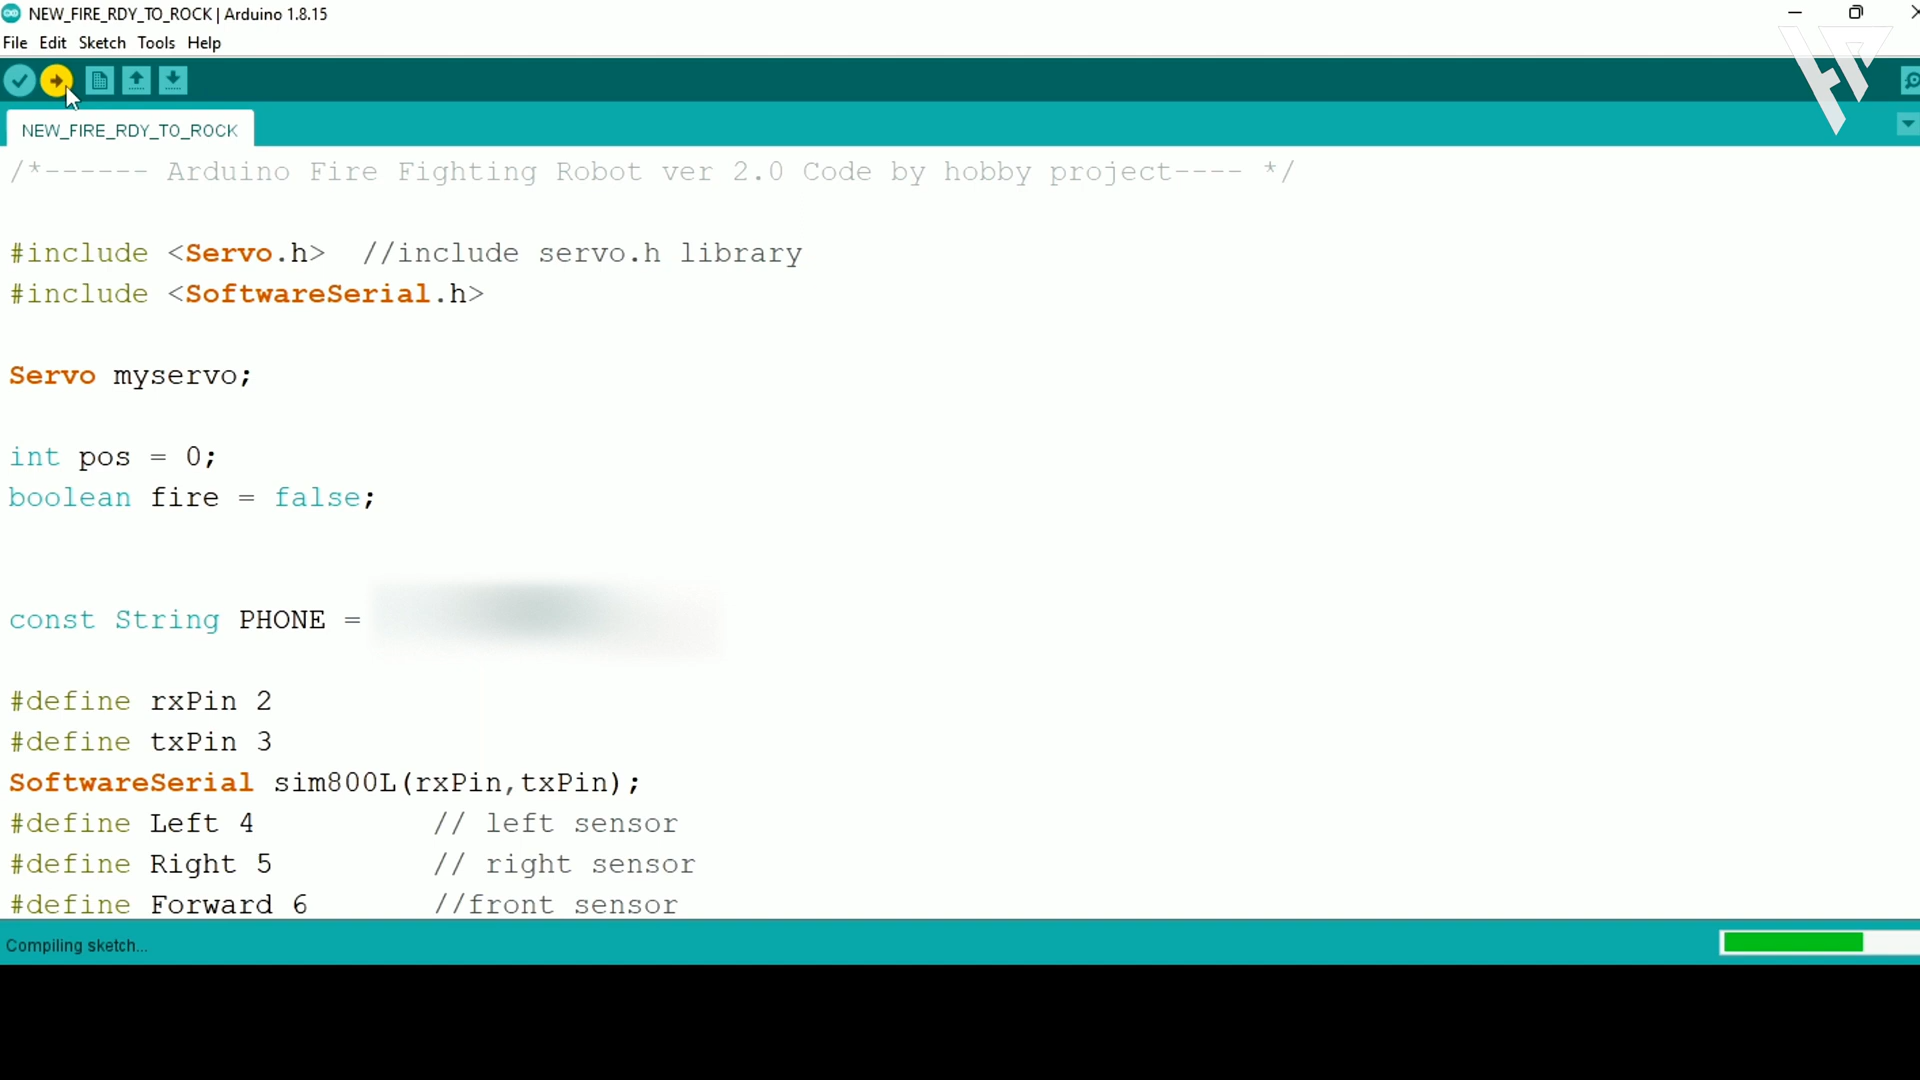 NEW_FIRE_RDY_TO_ROCK | Arduino 1.8.15
File Edit Sketch Tools Help
NEW_FIRE_RDY_TO_ROCK
/*------ Arduino Fire Fighting Robot ver 2.0 Code by hobby project---- */
#include <Servo.h>  //include servo.h library
#include <SoftwareSerial.h>
Servo myservo;
int pos = 0;
boolean fire = false;
const String PHONE =
#define rxPin 2
#define txPin 3
SoftwareSerial sim800L(rxPin,txPin);
#define Left 4          // left sensor
#define Right 5         // right sensor
#define Forward 6       //front sensor
Compiling sketch...